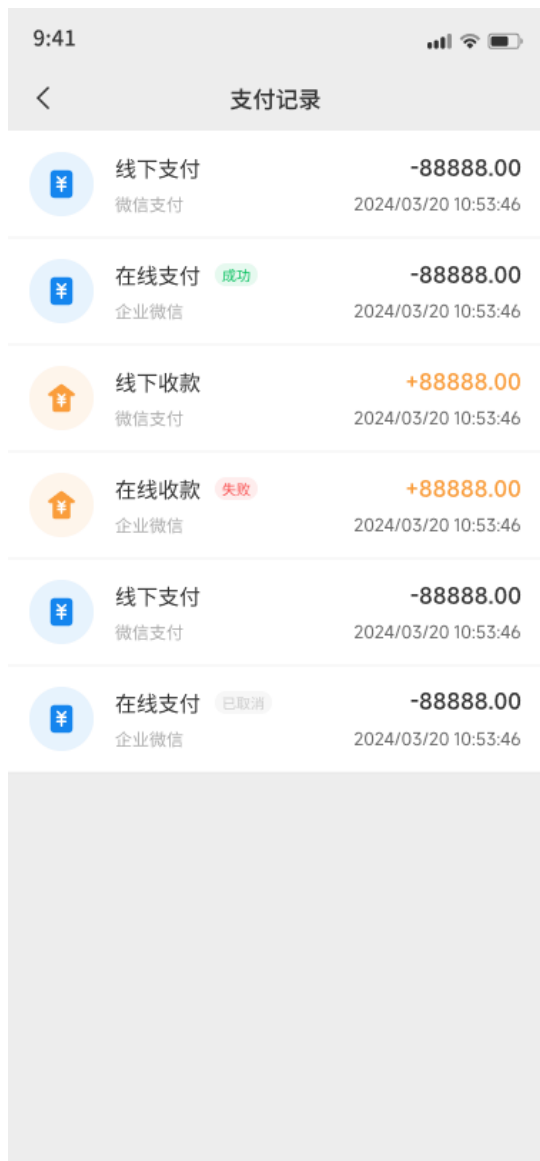 9:41
支付记录
线下支付 -88888.00
微信支付 2024/03/20 10:53:46
在线支付 成功 -88888.00
企业微信 2024/03/20 10:53:46
线下收款 +88888.00
微信支付 2024/03/20 10:53:46
在线收款 失败 +88888.00
企业微信 2024/03/20 10:53:46
线下支付 -88888.00
微信支付 2024/03/20 10:53:46
在线支付 已取消 -88888.00
企业微信 2024/03/20 10:53:46